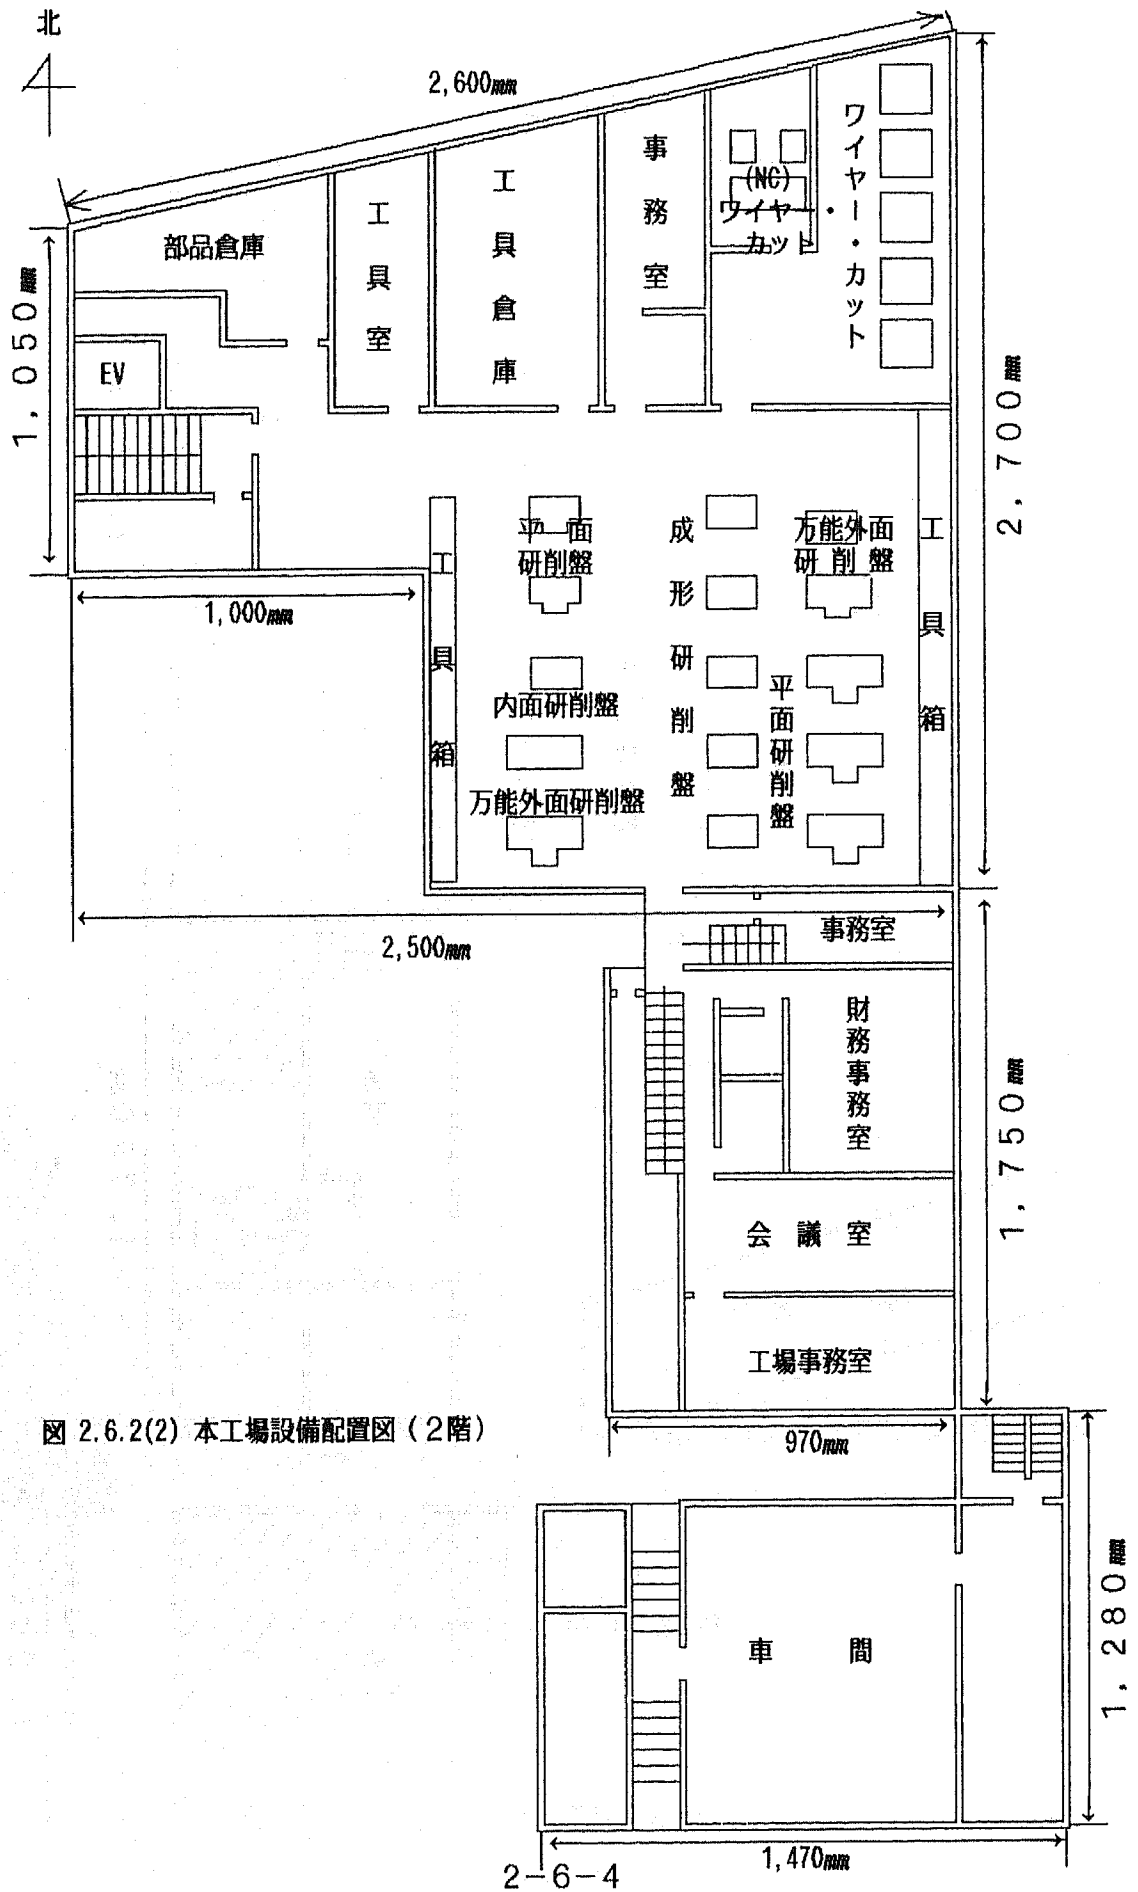 北
2,600㎜
部品倉庫
工具室
工具倉庫
事務室
(NC)
ワイヤー・
カット
ワイヤー・カット
EV
1,050㎜
2,700㎜
1,000㎜
工具箱
平 面
研削盤
内面研削盤
万能外面研削盤
成形研削盤
万能外面
研 削 盤
平面研削盤
工具箱
2,500㎜
事務室
財務事務室
会 議 室
工場事務室
1,750㎜
970㎜
図 2.6.2(2) 本工場設備配置図(2階)
車 間
1,280㎜
1,470㎜
2-6-4